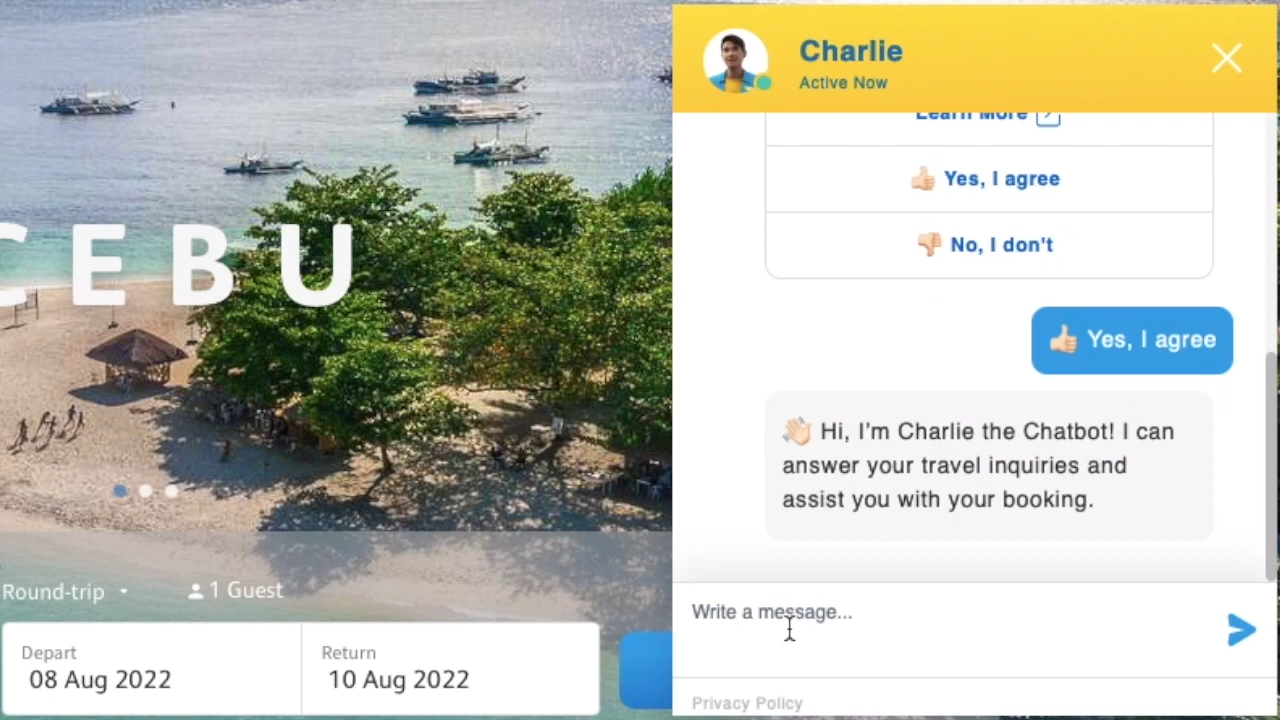 CEBU
Round-trip
1 Guest
Depart
08 Aug 2022
Return
10 Aug 2022
Charlie
Active Now
Learn More
👍🏻 Yes, I agree
👎🏻 No, I don't
👍🏻 Yes, I agree
👋🏻 Hi, I'm Charlie the Chatbot! I can
answer your travel inquiries and
assist you with your booking.
Write a message...
Privacy Policy